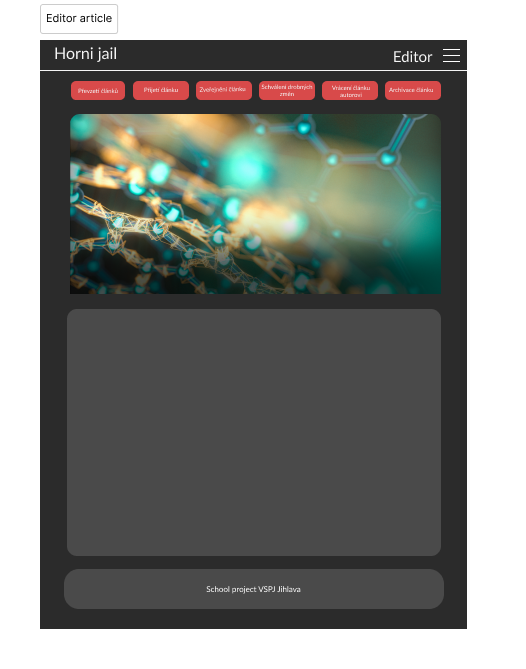 Editor article
Horni jail
Editor
Převzetí článků
Přijetí článku
Zveřejnění článku
Schválení drobných
změn
Vrácení článku
autorovi
Archivace článku
School project VSPJ Jihlava